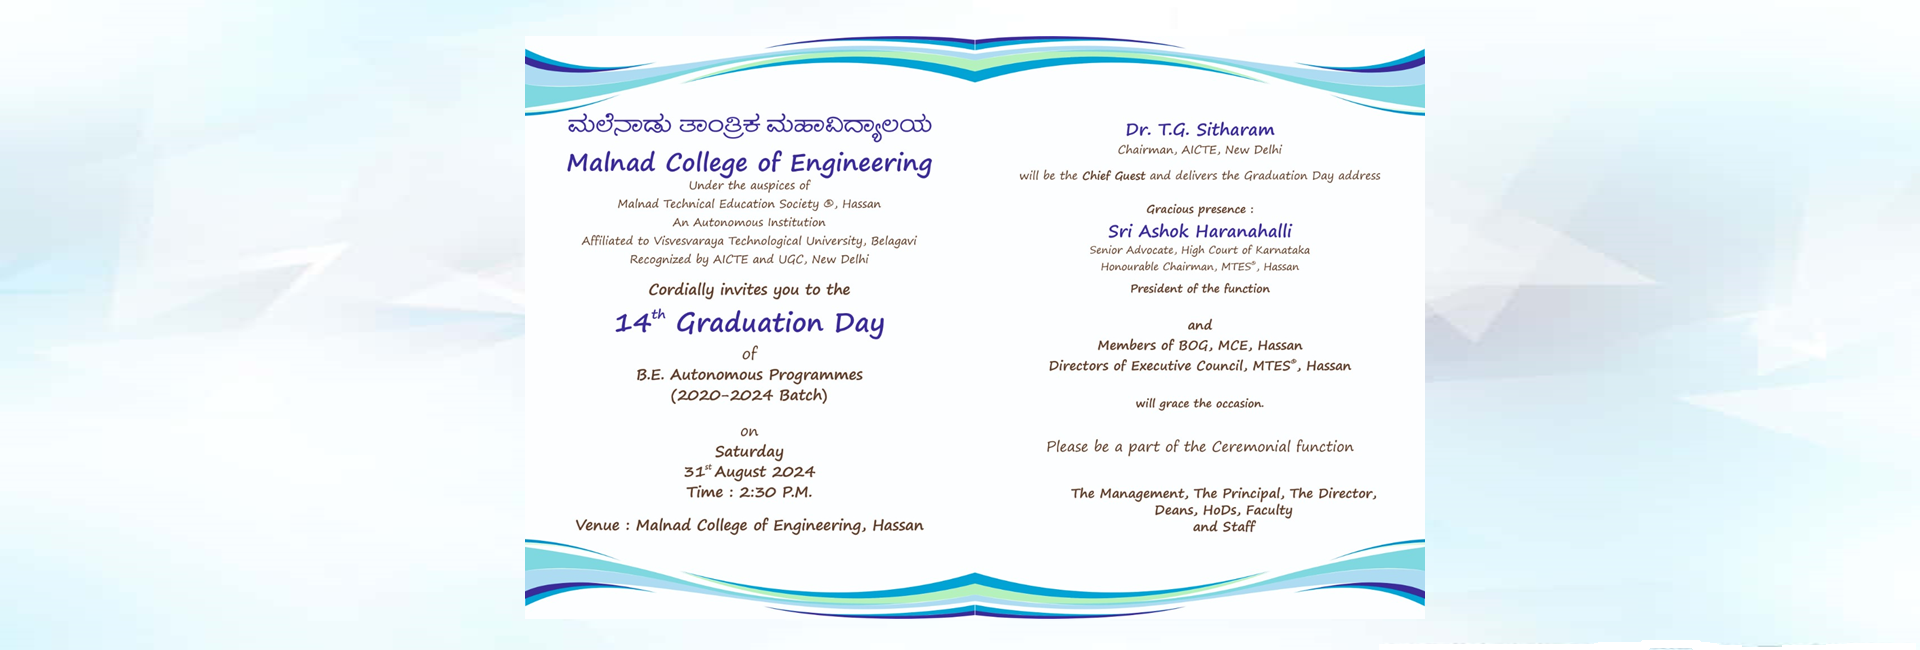 ಮಲೆನಾಡು ತಾಂತ್ರಿಕ ಮಹಾವಿದ್ಯಾಲಯ
Malnad College of Engineering
Under the auspices of
Malnad Technical Education Society ®, Hassan
An Autonomous Institution
Affiliated to Visvesvaraya Technological University, Belagavi
Recognized by AICTE and UGC, New Delhi
Cordially invites you to the
14th Graduation Day
of
B.E. Autonomous Programmes
(2020-2024 Batch)
on
Saturday
31st August 2024
Time : 2:30 P.M.
Venue : Malnad College of Engineering, Hassan
Dr. T.G. Sitharam
Chairman, AICTE, New Delhi
will be the Chief Guest and delivers the Graduation Day address
Gracious presence :
Sri Ashok Haranahalli
Senior Advocate, High Court of Karnataka
Honourable Chairman, MTES®, Hassan
President of the function
and
Members of BOG, MCE, Hassan
Directors of Executive Council, MTES®, Hassan
will grace the occasion.
Please be a part of the Ceremonial function
The Management, The Principal, The Director,
Deans, HoDs, Faculty
and Staff